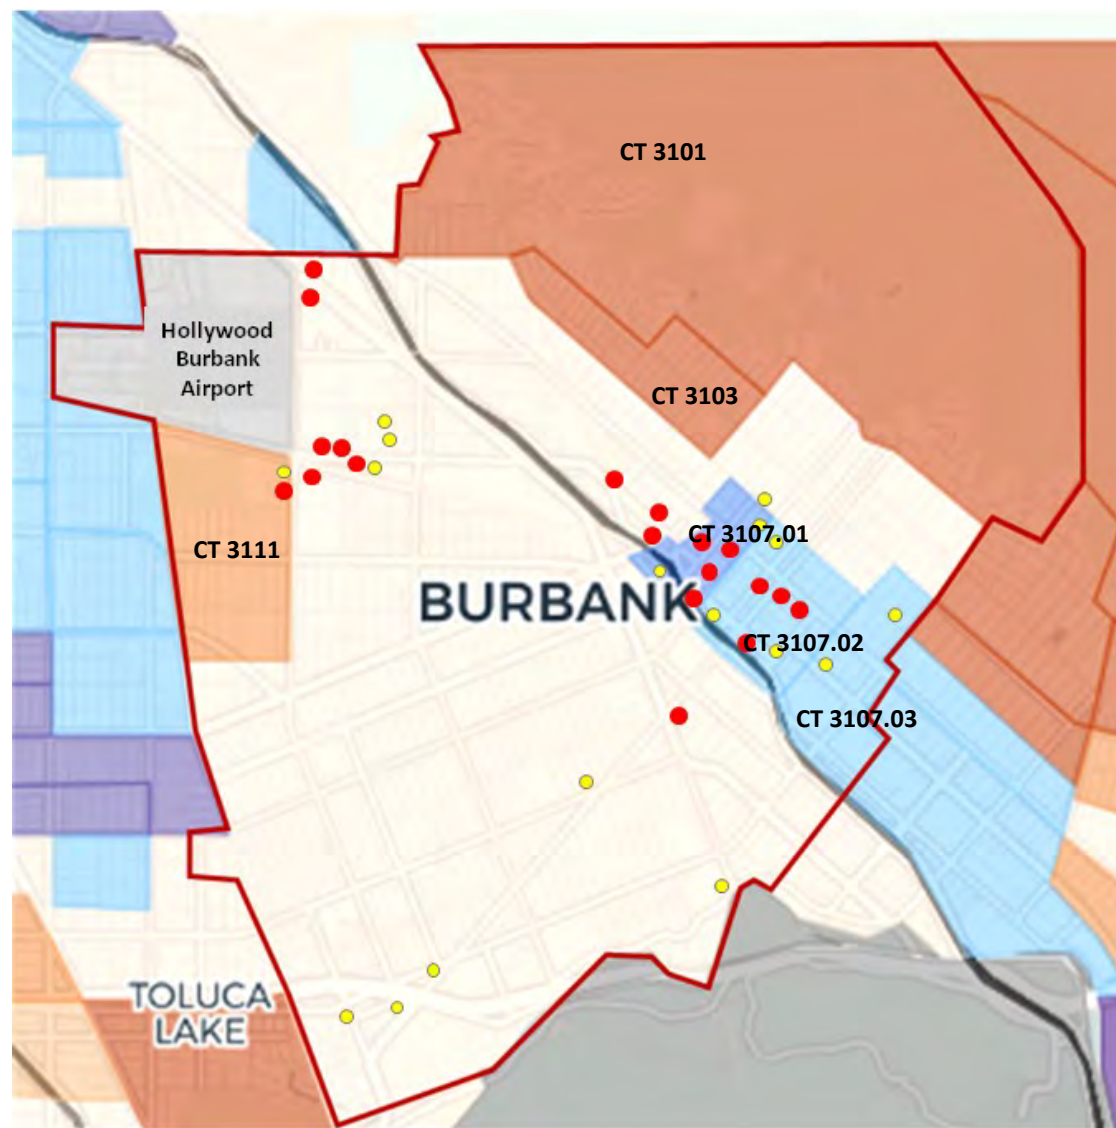 CT 3101
Hollywood
Burbank
Airport
CT 3103
CT 3107.01
CT 3111
BURBANK
CT 3107.02
CT 3107.03
TOLUCA
LAKE